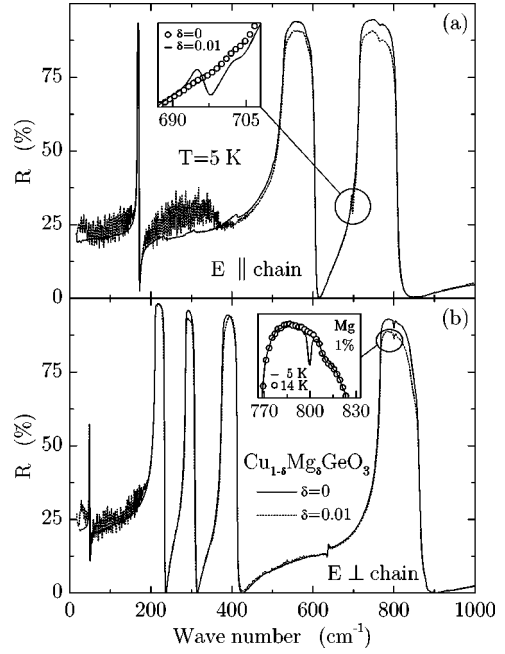 (a)
δ=0
δ=0.01
690 705
T=5 K
E || chain
R (%)
75
50
25
0
(b)
Mg
1%
5 K
14 K
770 800 830
Cu1-δMgδGeO3
δ=0
δ=0.01
E ⊥ chain
R (%)
75
50
25
0
0 200 400 600 800 1000
Wave number (cm-1)